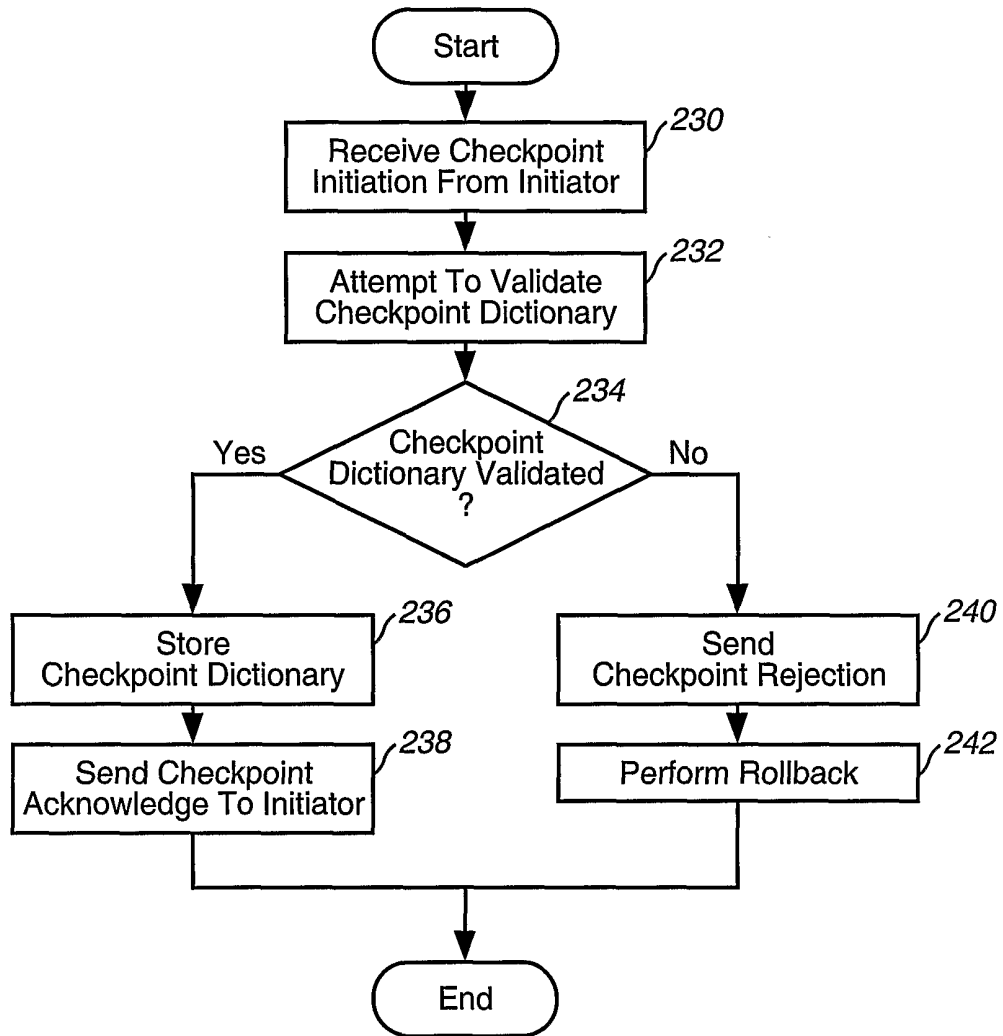 Start
230
Receive Checkpoint
Initiation From Initiator
232
Attempt To Validate
Checkpoint Dictionary
234
Checkpoint
Dictionary Validated
?
Yes
No
236
Store
Checkpoint Dictionary
238
Send Checkpoint
Acknowledge To Initiator
240
Send
Checkpoint Rejection
242
Perform Rollback
End